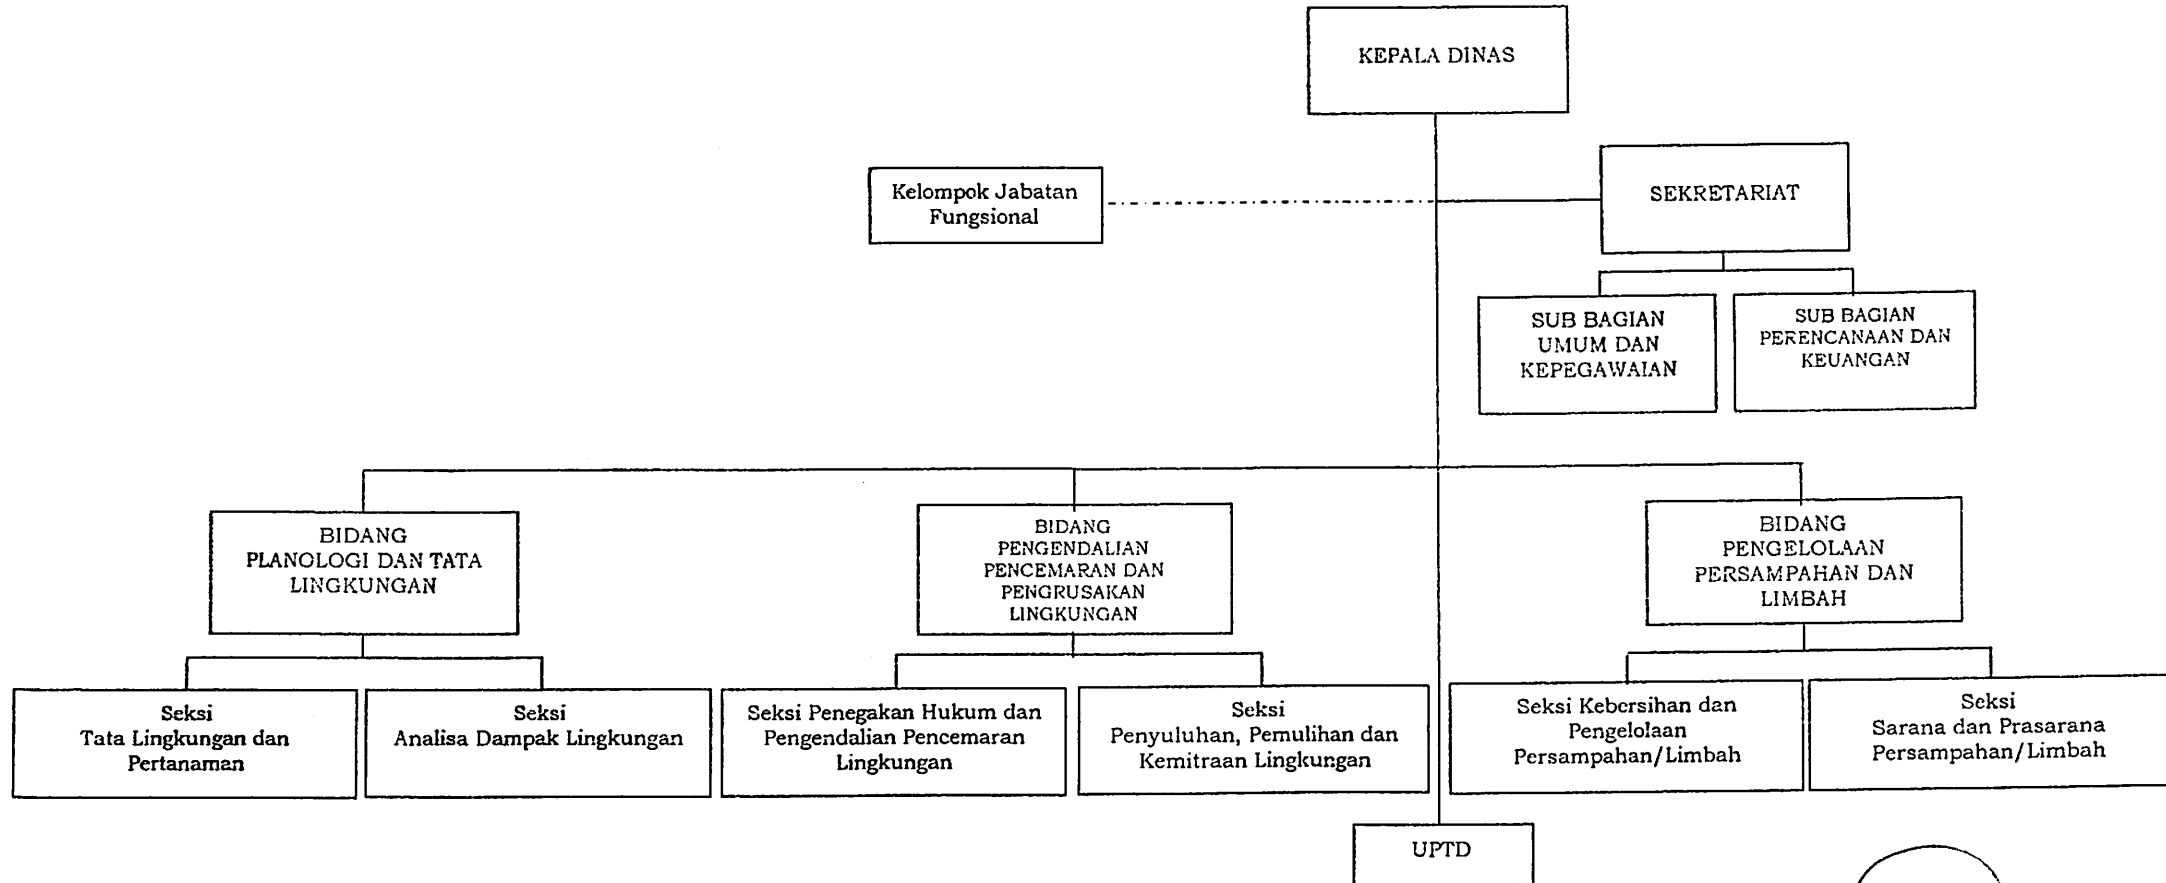 KEPALA DINAS
Kelompok Jabatan
Fungsional
SEKRETARIAT
SUB BAGIAN
UMUM DAN
KEPEGAWAIAN
SUB BAGIAN
PERENCANAAN DAN
KEUANGAN
BIDANG
PLANOLOGI DAN TATA
LINGKUNGAN
BIDANG
PENGENDALIAN
PENCEMARAN DAN
PENGRUSAKAN
LINGKUNGAN
BIDANG
PENGELOLAAN
PERSAMPAHAN DAN
LIMBAH
Seksi
Tata Lingkungan dan
Pertanaman
Seksi
Analisa Dampak Lingkungan
Seksi Penegakan Hukum dan
Pengendalian Pencemaran
Lingkungan
Seksi
Penyuluhan, Pemulihan dan
Kemitraan Lingkungan
Seksi Kebersihan dan
Pengelolaan
Persampahan/Limbah
Seksi
Sarana dan Prasarana
Persampahan/Limbah
UPTD